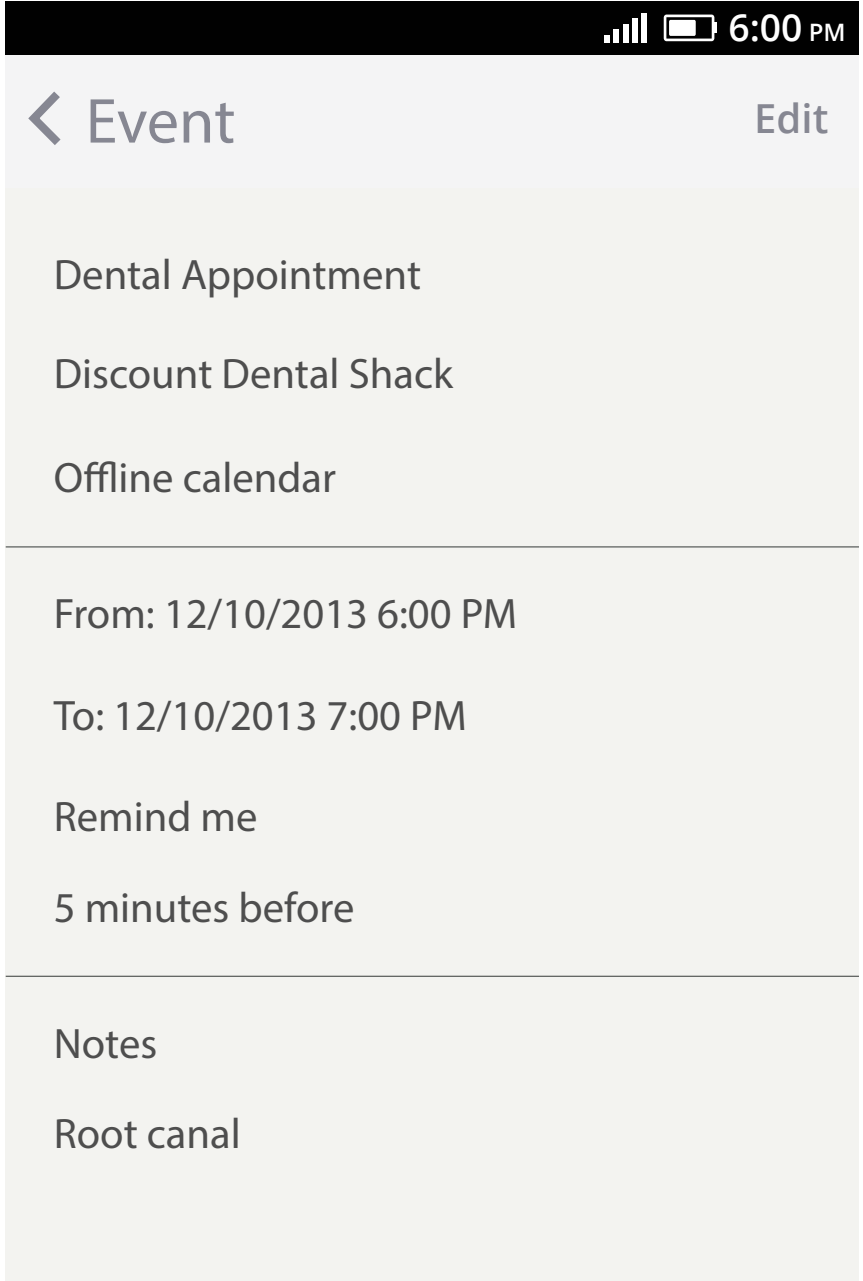 6:00 PM
Event Edit
Dental Appointment
Discount Dental Shack
Offline calendar
From: 12/10/2013 6:00 PM
To: 12/10/2013 7:00 PM
Remind me
5 minutes before
Notes
Root canal